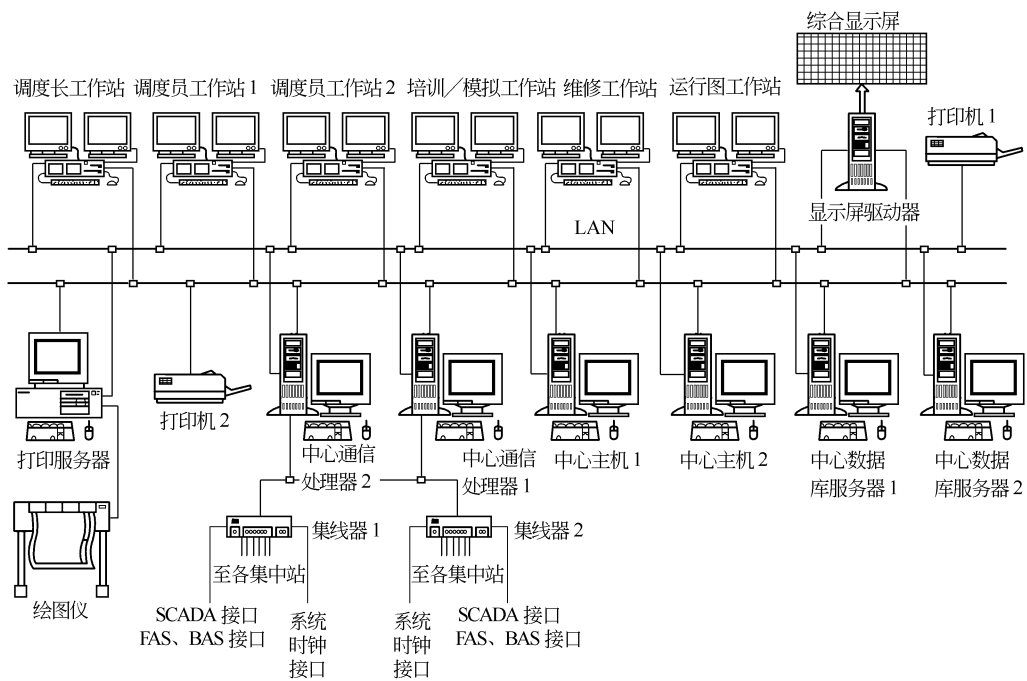 综合显示屏
调度长工作站
调度员工作站 1
调度员工作站 2
培训／模拟工作站
维修工作站
运行图工作站
打印机 1
显示屏驱动器
LAN
打印服务器
打印机 2
中心通信
处理器 2
中心通信
处理器 1
中心主机 1
中心主机 2
中心数据
库服务器 1
中心数据
库服务器 2
集线器 1
集线器 2
至各集中站
至各集中站
绘图仪
SCADA 接口
FAS、BAS 接口
系统
时钟
接口
系统
时钟
接口
SCADA 接口
FAS、BAS 接口